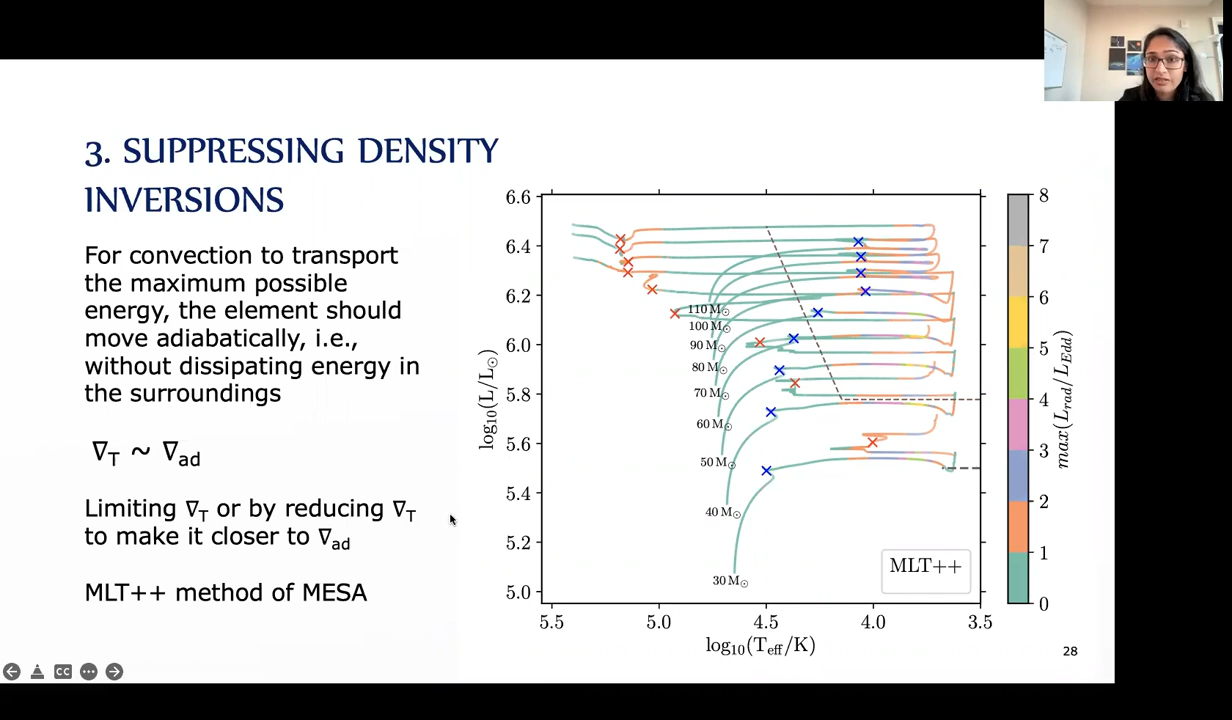 3. SUPPRESSING DENSITY
INVERSIONS
For convection to transport
the maximum possible
energy, the element should
move adiabatically, i.e.,
without dissipating energy in
the surroundings
∇T ~ ∇ad
Limiting ∇T or by reducing ∇T
to make it closer to ∇ad
MLT++ method of MESA
log10(L/L⊙)
6.6
6.4
6.2
6.0
5.8
5.6
5.4
5.2
5.0
110 M⊙
100 M⊙
90 M⊙
80 M⊙
70 M⊙
60 M⊙
50 M⊙
40 M⊙
30 M⊙
MLT++
5.5 5.0 4.5 4.0 3.5
log10(Teff/K)
8
7
6
5
4
3
2
1
0
max(Lrad/LEdd)
CC
28